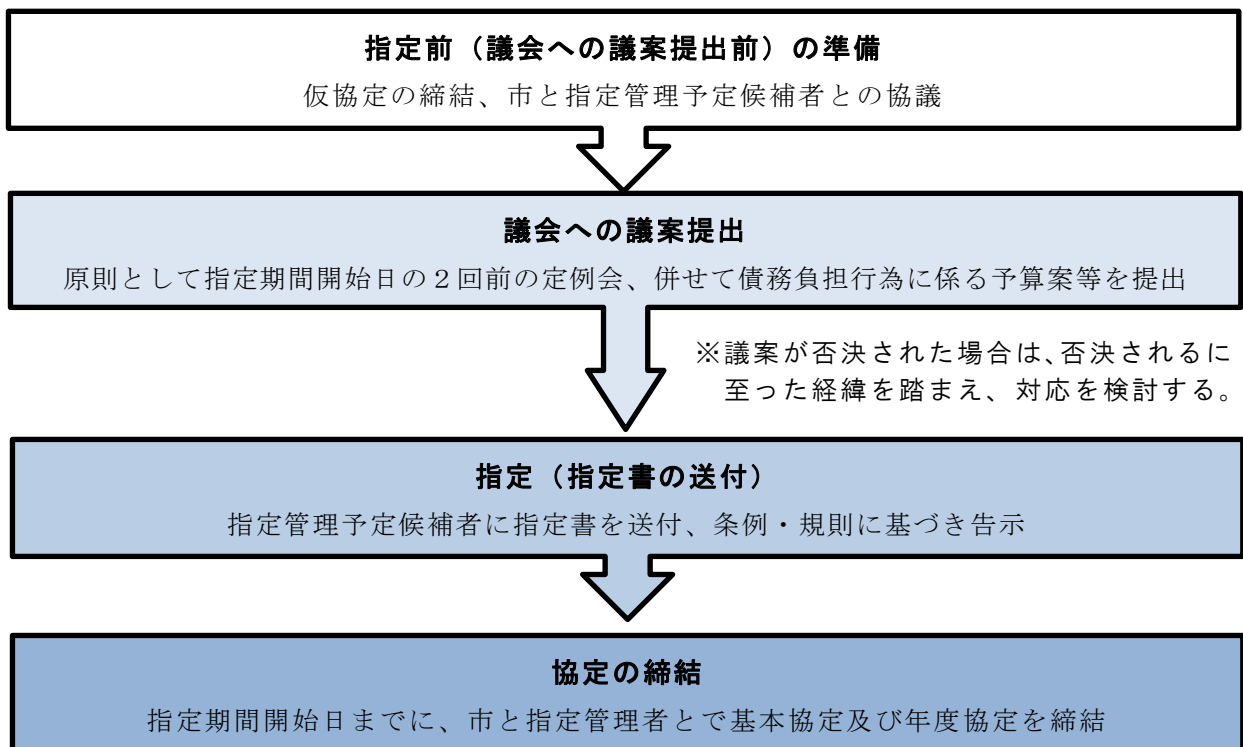 指定前（議会への議案提出前）の準備
仮協定の締結、市と指定管理予定候補者との協議
議会への議案提出
原則として指定期間開始日の２回前の定例会、併せて債務負担行為に係る予算案等を提出
※議案が否決された場合は、否決されるに
至った経緯を踏まえ、対応を検討する。
指定（指定書の送付）
指定管理予定候補者に指定書を送付、条例・規則に基づき告示
協定の締結
指定期間開始日までに、市と指定管理者とで基本協定及び年度協定を締結